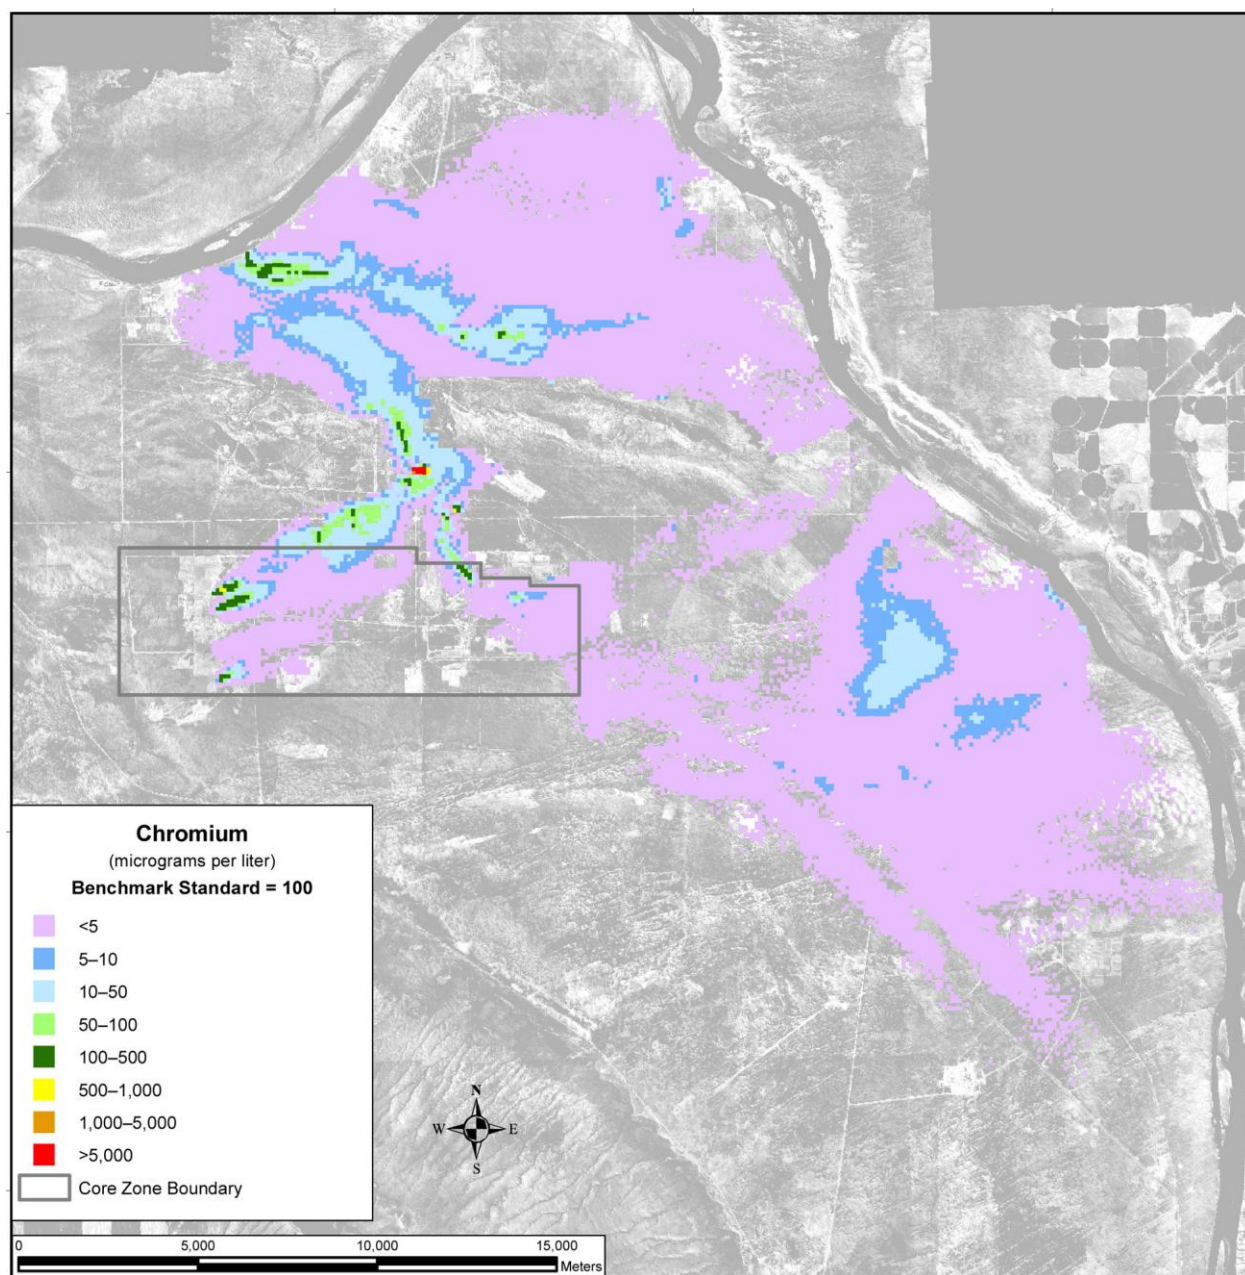 Chromium
(micrograms per liter)
Benchmark Standard = 100
<5
5–10
10–50
50–100
100–500
500–1,000
1,000–5,000
>5,000
Core Zone Boundary
N
W E
S
0 5,000 10,000 15,000
Meters